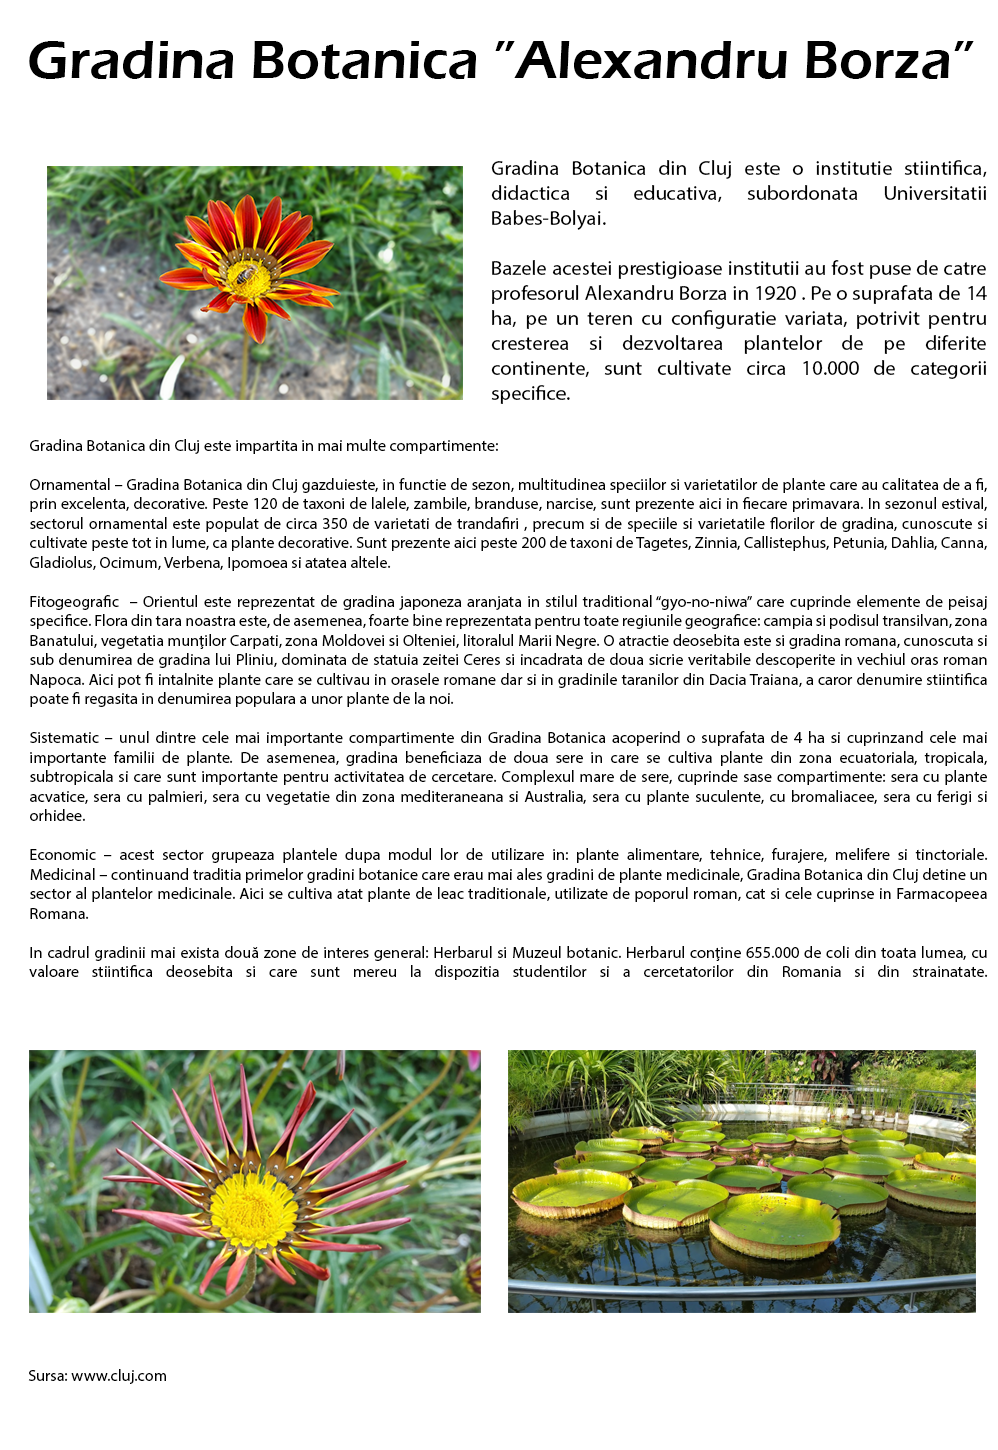 Gradina Botanica ”Alexandru Borza”
Gradina Botanica din Cluj este o institutie stiintifica,
didactica si educativa, subordonata Universitatii
Babes-Bolyai.
Bazele acestei prestigioase institutii au fost puse de catre
profesorul Alexandru Borza in 1920 . Pe o suprafata de 14
ha, pe un teren cu configuratie variata, potrivit pentru
cresterea si dezvoltarea plantelor de pe diferite
continente, sunt cultivate circa 10.000 de categorii
specifice.
Gradina Botanica din Cluj este impartita in mai multe compartimente:
Ornamental – Gradina Botanica din Cluj gazduieste, in functie de sezon, multitudinea speciilor si varietatilor de plante care au calitatea de a fi,
prin excelenta, decorative. Peste 120 de taxoni de lalele, zambile, branduse, narcise, sunt prezente aici in fiecare primavara. In sezonul estival,
sectorul ornamental este populat de circa 350 de varietati de trandafiri , precum si de speciile si varietatile florilor de gradina, cunoscute si
cultivate peste tot in lume, ca plante decorative. Sunt prezente aici peste 200 de taxoni de Tagetes, Zinnia, Callistephus, Petunia, Dahlia, Canna,
Gladiolus, Ocimum, Verbena, Ipomoea si atatea altele.
Fitogeografic – Orientul este reprezentat de gradina japoneza aranjata in stilul traditional “gyo-no-niwa” care cuprinde elemente de peisaj
specifice. Flora din tara noastra este, de asemenea, foarte bine reprezentata pentru toate regiunile geografice: campia si podisul transilvan, zona
Banatului, vegetatia munţilor Carpati, zona Moldovei si Olteniei, litoralul Marii Negre. O atractie deosebita este si gradina romana, cunoscuta si
sub denumirea de gradina lui Pliniu, dominata de statuia zeitei Ceres si incadrata de doua sicrie veritabile descoperite in vechiul oras roman
Napoca. Aici pot fi intalnite plante care se cultivau in orasele romane dar si in gradinile taranilor din Dacia Traiana, a caror denumire stiintifica
poate fi regasita in denumirea populara a unor plante de la noi.
Sistematic – unul dintre cele mai importante compartimente din Gradina Botanica acoperind o suprafata de 4 ha si cuprinzand cele mai
importante familii de plante. De asemenea, gradina beneficiaza de doua sere in care se cultiva plante din zona ecuatoriala, tropicala,
subtropicala si care sunt importante pentru activitatea de cercetare. Complexul mare de sere, cuprinde sase compartimente: sera cu plante
acvatice, sera cu palmieri, sera cu vegetatie din zona mediteraneana si Australia, sera cu plante suculente, cu bromaliacee, sera cu ferigi si
orhidee.
Economic – acest sector grupeaza plantele dupa modul lor de utilizare in: plante alimentare, tehnice, furajere, melifere si tinctoriale.
Medicinal – continuand traditia primelor gradini botanice care erau mai ales gradini de plante medicinale, Gradina Botanica din Cluj detine un
sector al plantelor medicinale. Aici se cultiva atat plante de leac traditionale, utilizate de poporul roman, cat si cele cuprinse in Farmacopeea
Romana.
In cadrul gradinii mai exista două zone de interes general: Herbarul si Muzeul botanic. Herbarul conţine 655.000 de coli din toata lumea, cu
valoare stiintifica deosebita si care sunt mereu la dispozitia studentilor si a cercetatorilor din Romania si din strainatate.
Sursa: www.cluj.com